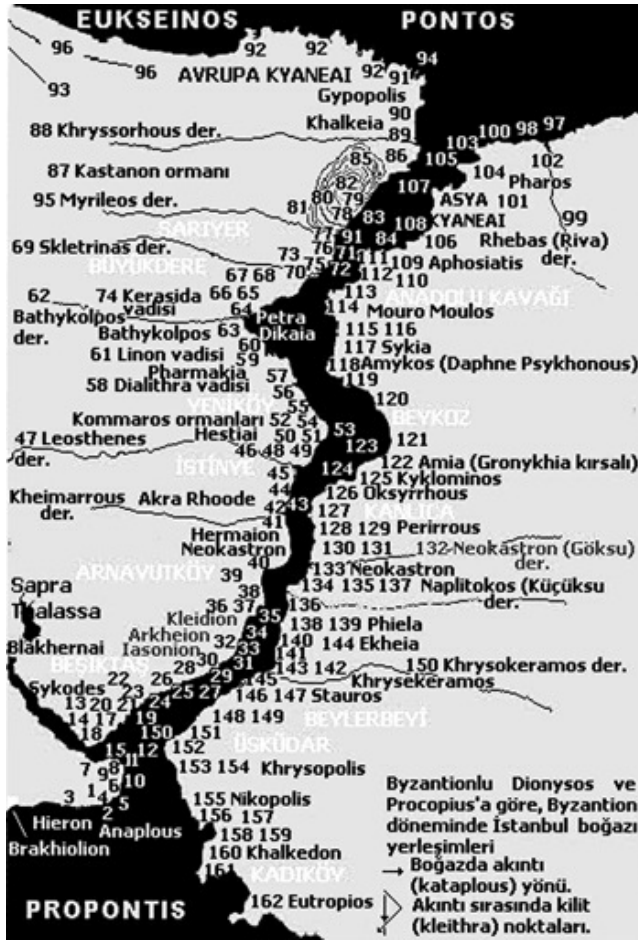 EUKSEINOS PONTOS
96 92 92 94
96 AVRUPA KYANEAI 92 91
93 Gypopolis
90
88 Khryssorhous der. Khalkeia 89
103 100 98 97
85 86 105 102
87 Kastanon ormanı 104 Pharos
82 107 ASYA 101
95 Myrileos der. 80 79
81 78 83 108 KYANEAI 99
SARIYER 77 91 84 106 Rhebas (Riva) der.
69 Skletrinas der. 76 71 111 109 Aphosiatis
BÜYÜKDERE 73 75 72 112 110
67 68 70 113 ANADOLU KAVAĞI
62 74 Kerasida vadisi 66 65 114 Mouro Moulos
Bathykolpos der. 64 Petra Dikaia 115 116
Bathykolpos 63 117 Sykia
61 Linon vadisi 60 59 118 Amykos (Daphne Psykhonous)
Pharmakia 57 119
58 Dialithra vadisi 56 120
YENİKÖY 55 BEYKOZ
Kommaros ormanları 52 54 53
47 Leosthenes der. Hestiai 50 51 123 121
46 48 49
İSTİNYE 124 122 Amia (Gronykhia kırsalı)
45 125 Kyklominos
44 126 Oksyrrhous
Kheimarrous der. Akra Rhoode 42 43 127 KANLICA
41 128 129 Perirrous
Hermaion
Neokastron 130 131 132 Neokastron (Göksu) der.
40 133 Neokastron
ARNAVUTKÖY 39 134 135 137 Naplitokos (Küçüksu der.
Sapra Thalassa 38
36 37 136
Kleidion 35 138 139 Phiela
Arkheion 32 34 140 144 Ekheia
Iasonion 33 141
Blakhernai 30 31 143 142 150 Khrysokeramos der.
BEŞİKTAŞ 28 29 145 Khrysekeramos
22 26
Sykodes 23 25 27 146 147 Stauros
13 20 21 24
14 17 19 148 149 BEYLERBEYİ
18 150 151
15 12 152 ÜSKÜDAR
7 8 11 153 154 Khrysopolis
9 10
1 6
3 4 5 155 Nikopolis
Hieron 2 156 157
Anaplous 158 159
Brakhiolion 160 Khalkedon
161 KADIKÖY
PROPONTIS 162 Eutropios
Byzantionlu Dionysos ve
Procopius'a göre, Byzantion
döneminde İstanbul boğazı
yerleşimleri
Boğazda akıntı
(kataplous) yönü.
Akıntı sırasında kilit
(kleithra) noktaları.